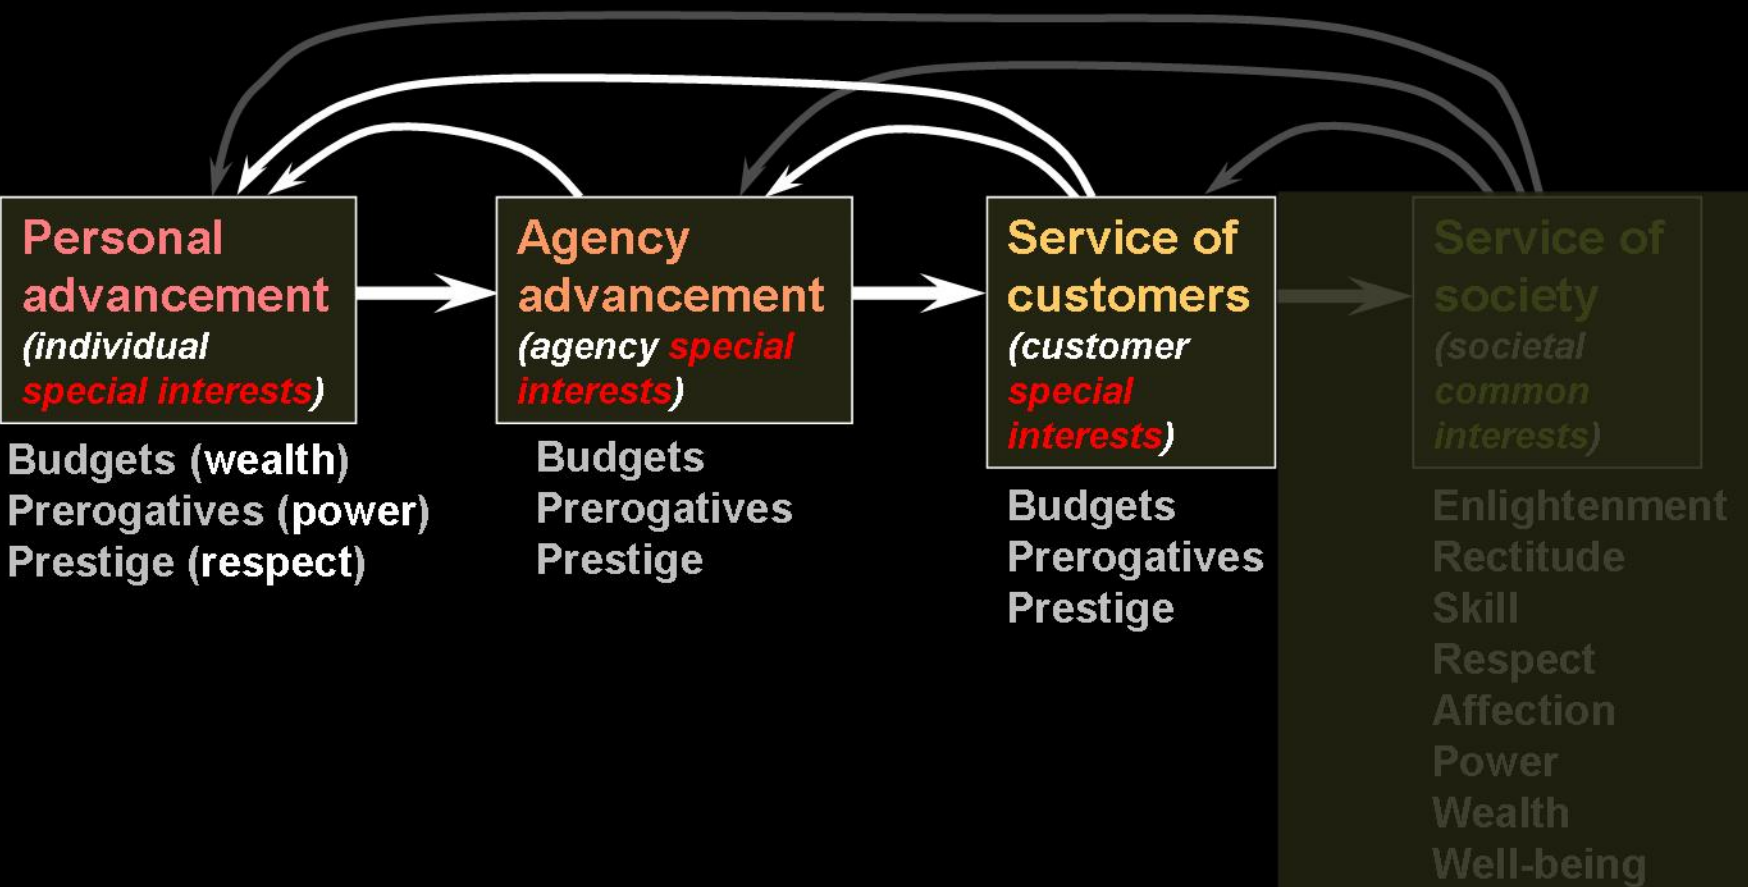 Personal
advancement
(individual
special interests)
Budgets (wealth)
Prerogatives (power)
Prestige (respect)
Agency
advancement
(agency special
interests)
Budgets
Prerogatives
Prestige
Service of
customers
(customer
special
interests)
Budgets
Prerogatives
Prestige
Service of
society
(societal
common
interests)
Enlightenment
Rectitude
Skill
Respect
Affection
Power
Wealth
Well-being